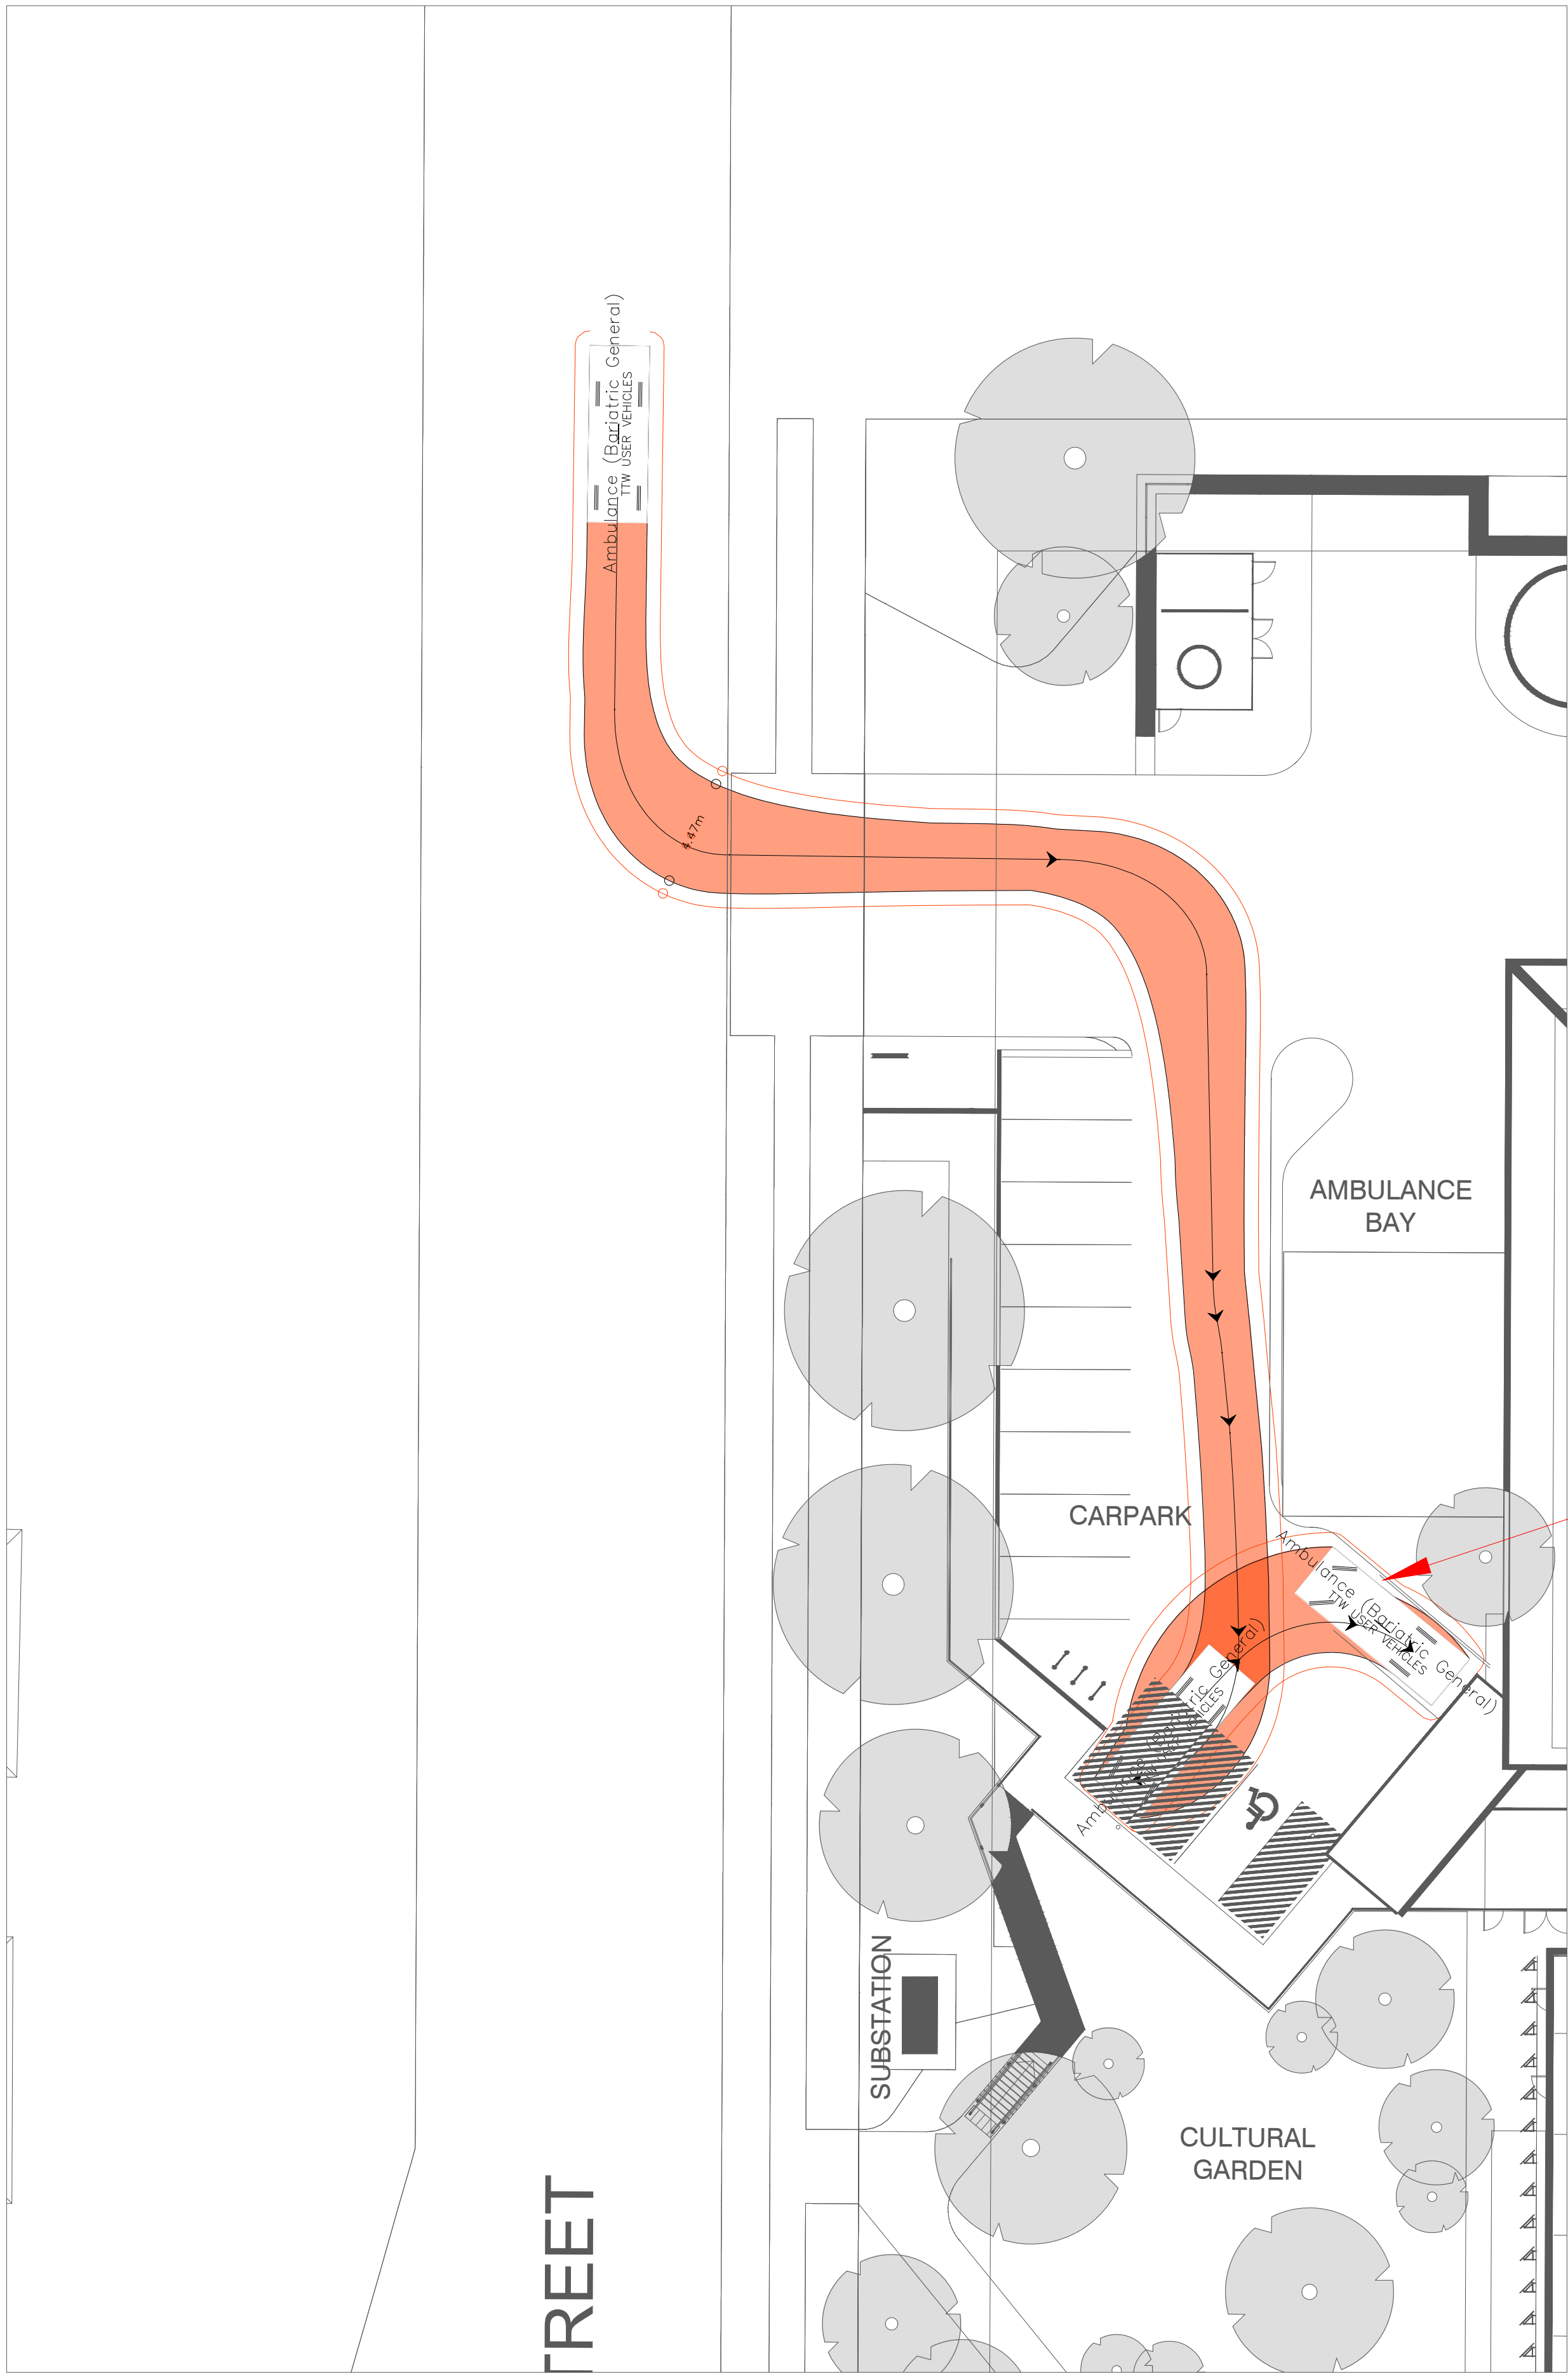 Ambulance (Bariatric General)
TTW USER VEHICLES
4.47m
AMBULANCE
BAY
CARPARK
Ambulance (Bariatric General)
TTW USER VEHICLES
SUBSTATION
CULTURAL
GARDEN
TREET